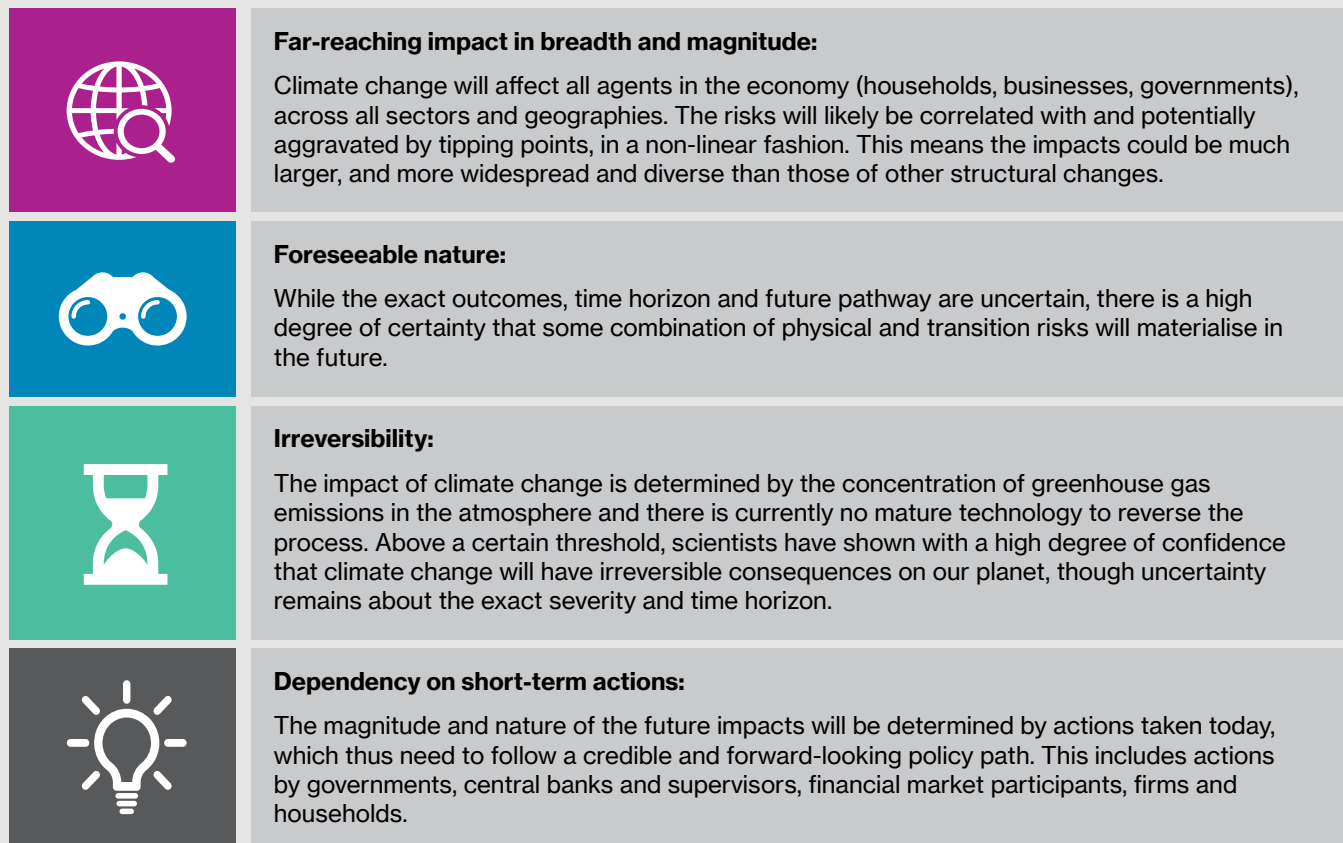 Far-reaching impact in breadth and magnitude:
Climate change will affect all agents in the economy (households, businesses, governments),
across all sectors and geographies. The risks will likely be correlated with and potentially
aggravated by tipping points, in a non-linear fashion. This means the impacts could be much
larger, and more widespread and diverse than those of other structural changes.
Foreseeable nature:
While the exact outcomes, time horizon and future pathway are uncertain, there is a high
degree of certainty that some combination of physical and transition risks will materialise in
the future.
Irreversibility:
The impact of climate change is determined by the concentration of greenhouse gas
emissions in the atmosphere and there is currently no mature technology to reverse the
process. Above a certain threshold, scientists have shown with a high degree of confidence
that climate change will have irreversible consequences on our planet, though uncertainty
remains about the exact severity and time horizon.
Dependency on short-term actions:
The magnitude and nature of the future impacts will be determined by actions taken today,
which thus need to follow a credible and forward-looking policy path. This includes actions
by governments, central banks and supervisors, financial market participants, firms and
households.